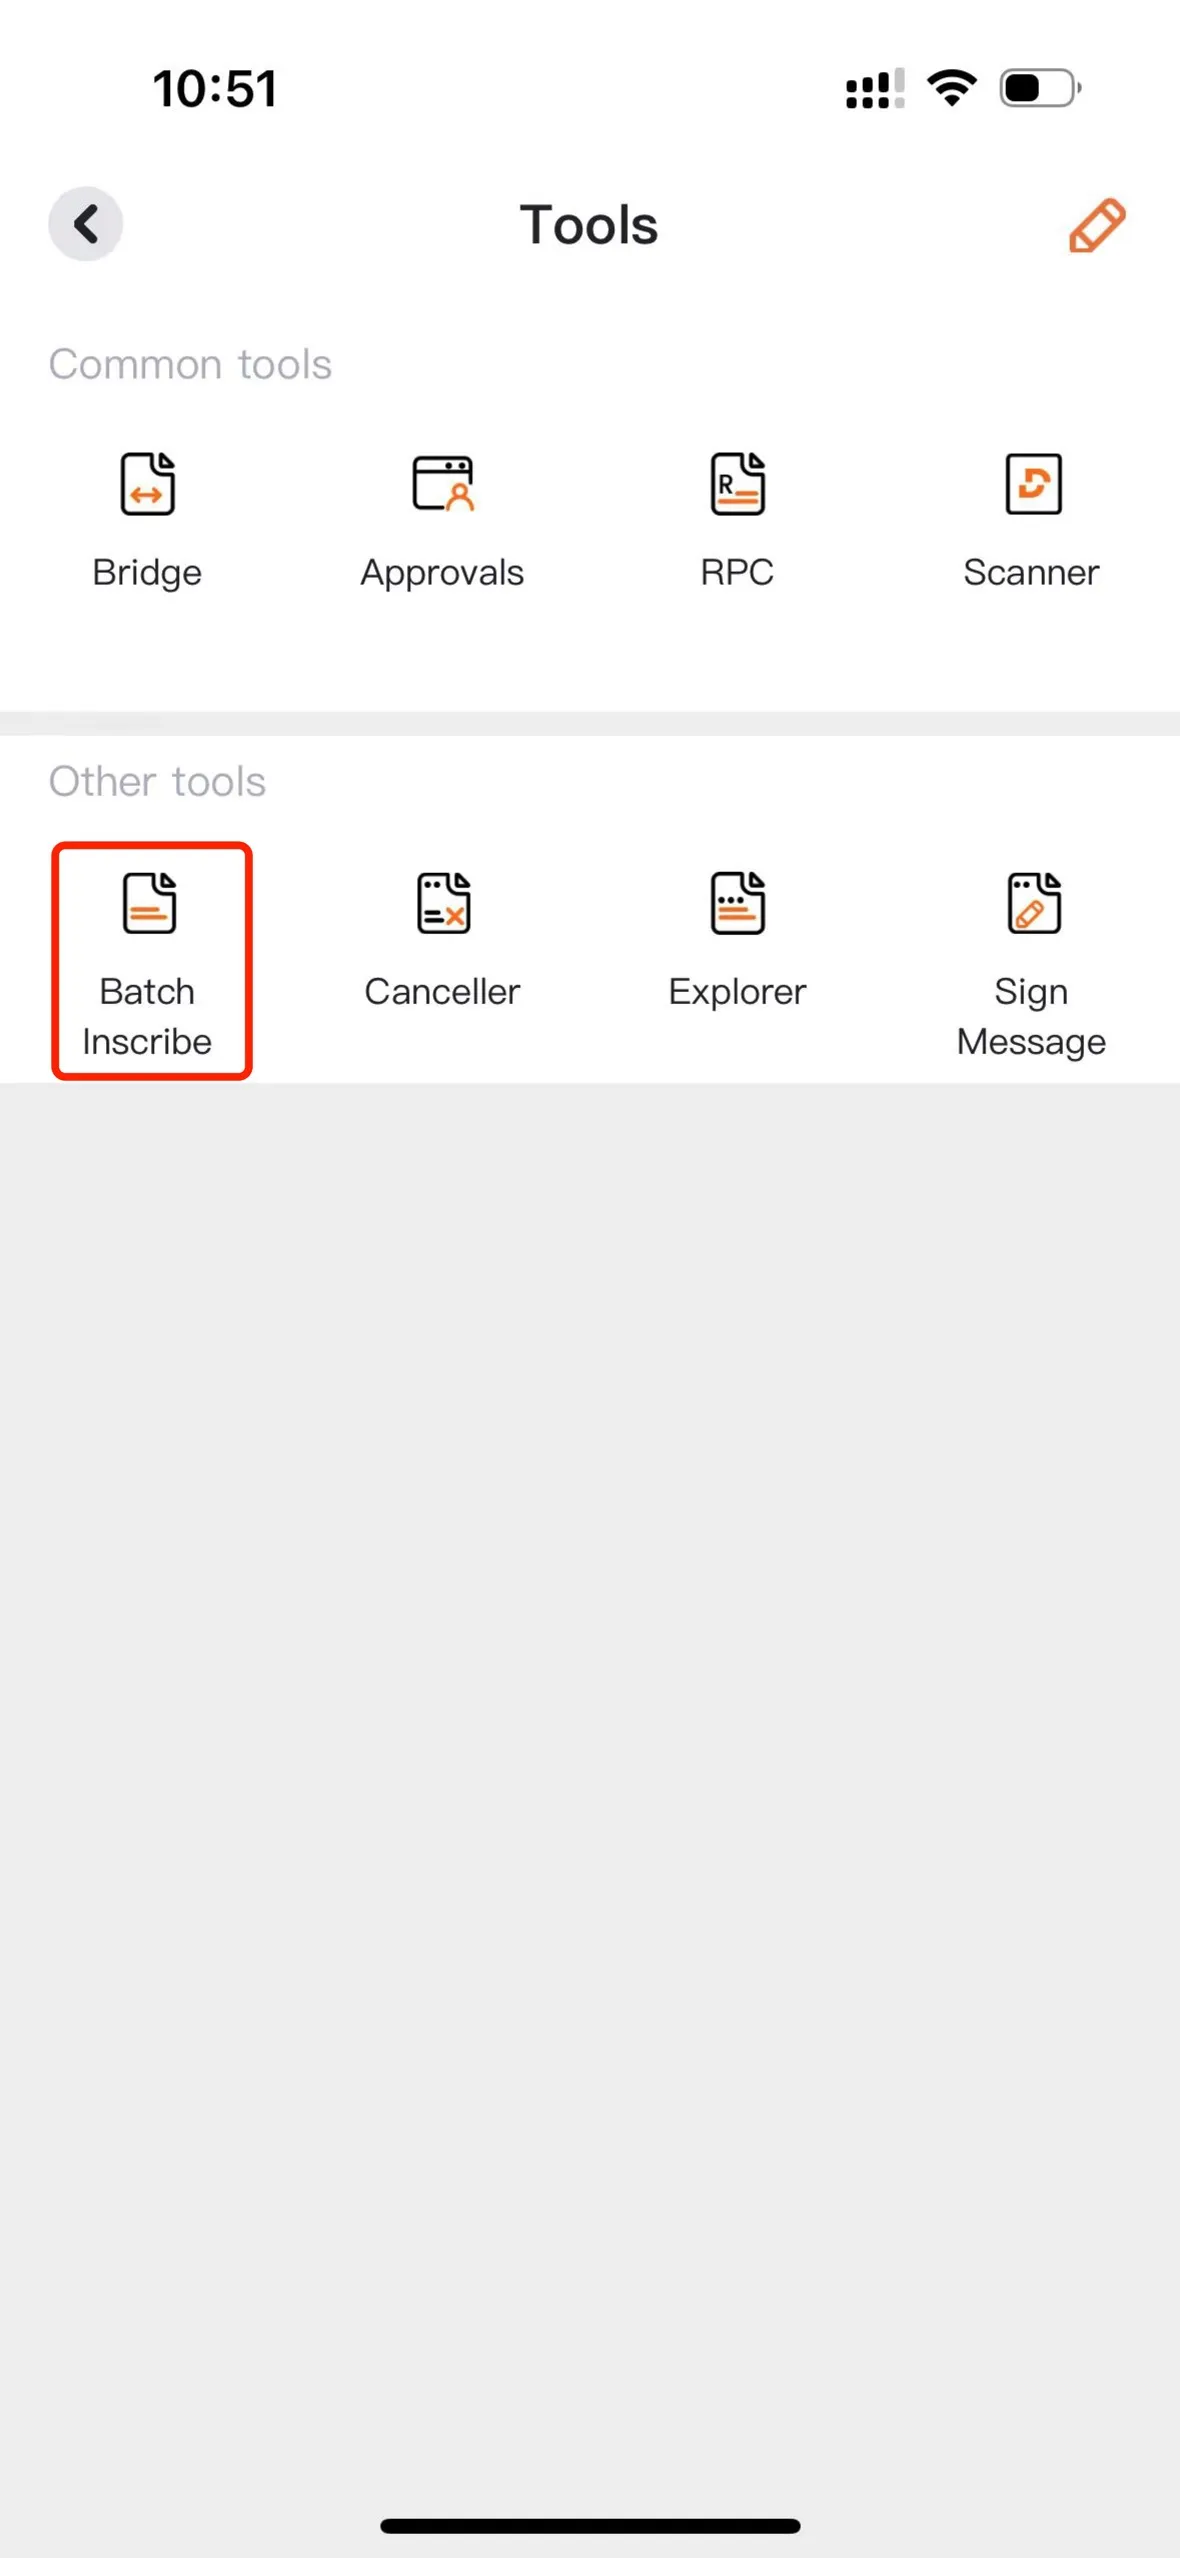 10:51
Tools
Common tools
Bridge
Approvals
RPC
Scanner
Other tools
Batch
Inscribe
Canceller
Explorer
Sign
Message